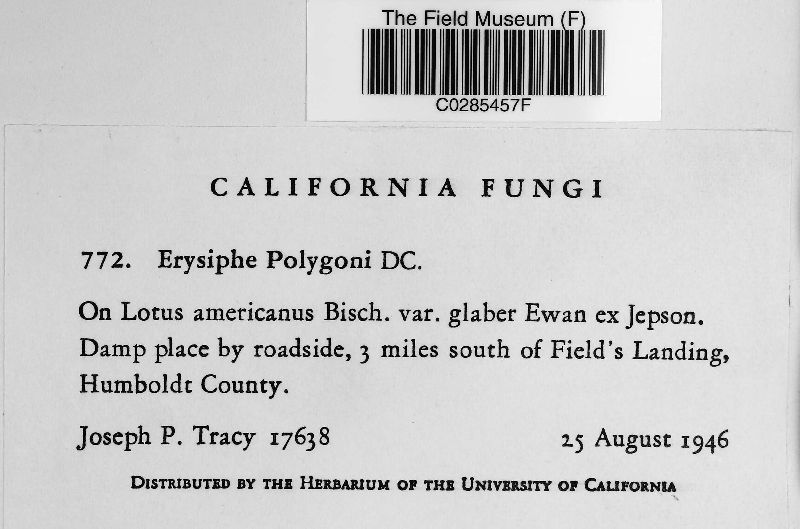 The Field Museum (F)
C0285457F
CALIFORNIA FUNGI
772. Erysiphe Polygoni DC.
On Lotus americanus Bisch. var. glaber Ewan ex Jepson.
Damp place by roadside, 3 miles south of Field's Landing,
Humboldt County.
Joseph P. Tracy 17638 25 August 1946
DISTRIBUTED BY THE HERBARIUM OF THE UNIVERSITY OF CALIFORNIA